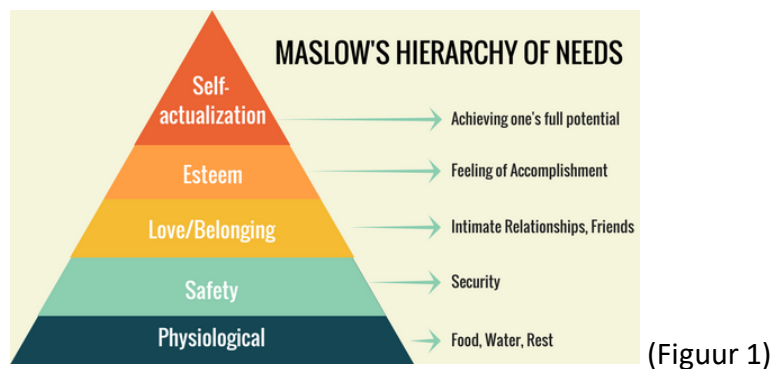 MASLOW'S HIERARCHY OF NEEDS
Self-
actualization
Achieving one's full potential
Esteem
Feeling of Accomplishment
Love/Belonging
Intimate Relationships, Friends
Safety
Security
Physiological
Food, Water, Rest
(Figuur 1)